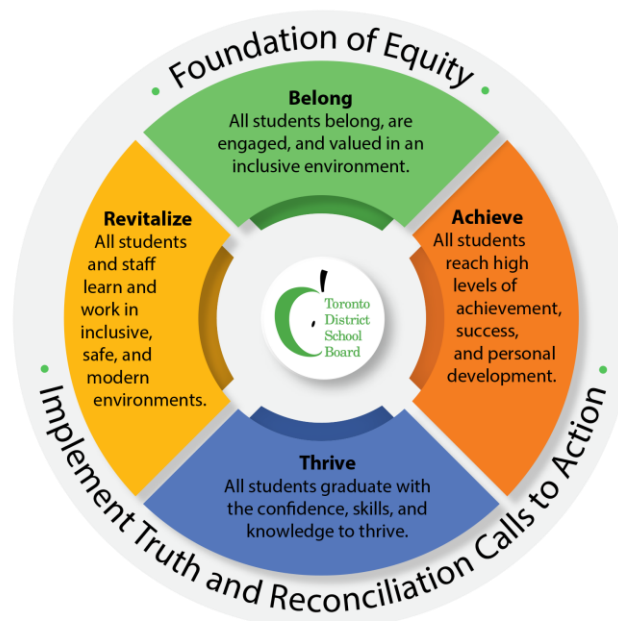 Foundation of Equity
Belong
All students belong, are
engaged, and valued in an
inclusive environment.
Revitalize
All students
and staff
learn and
work in
inclusive,
safe, and
modern
environments.
Toronto
District
School
Board
Achieve
All students
reach high
levels of
achievement,
success,
and personal
development.
Thrive
All students graduate with
the confidence, skills, and
knowledge to thrive.
Implement Truth and Reconciliation Calls to Action